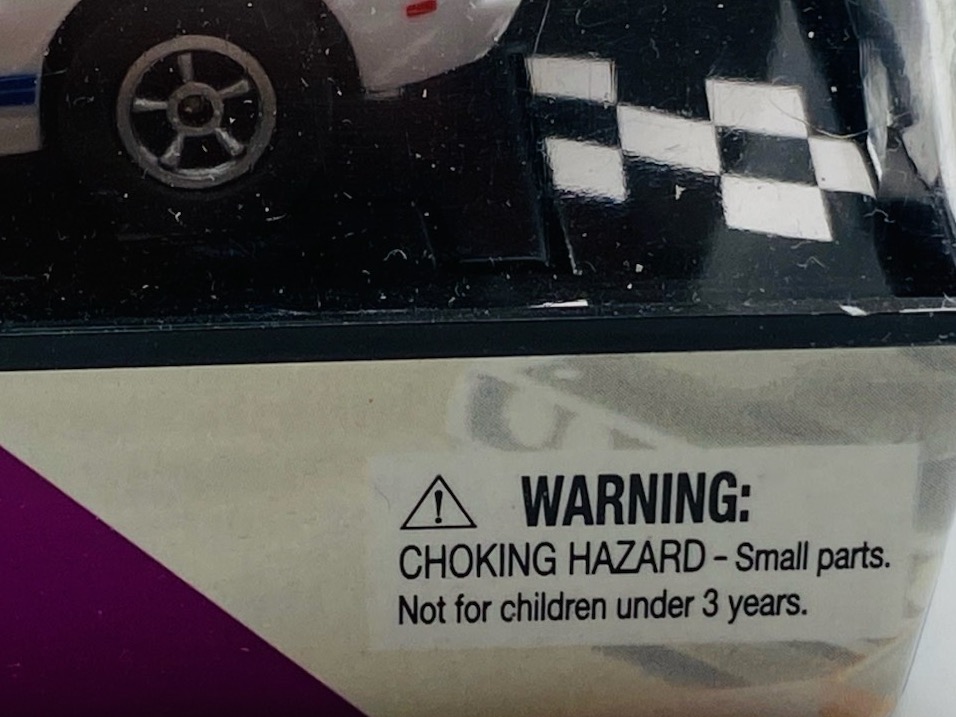 WARNING:
CHOKING HAZARD – Small parts.
Not for children under 3 years.